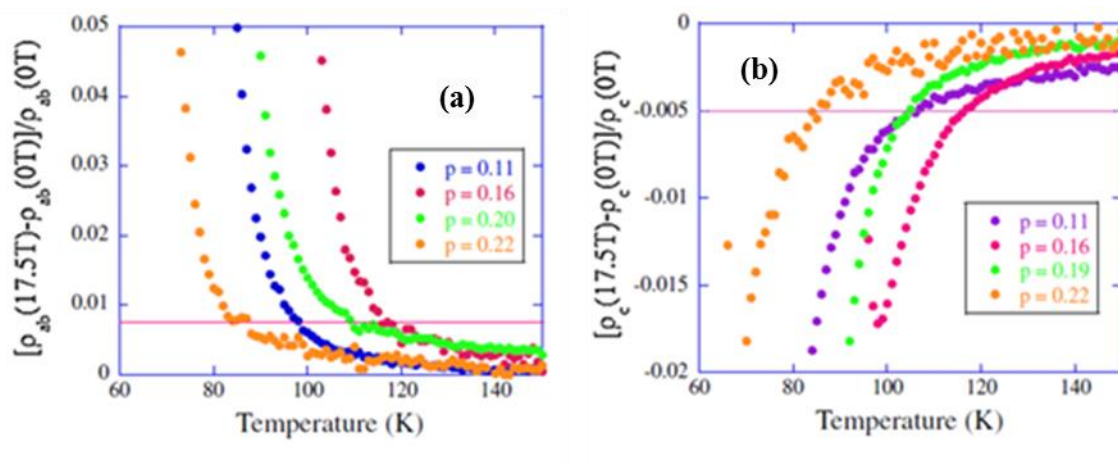 (a)
[ρab(17.5T)-ρab(0T)]/ρab(0T)
0.05
0.04
0.03
0.02
0.01
0
p = 0.11
p = 0.16
p = 0.20
p = 0.22
60
80
100
120
140
Temperature (K)
(b)
[ρc(17.5T)-ρc(0T)]/ρc(0T)
0
-0.005
-0.01
-0.015
-0.02
p = 0.11
p = 0.16
p = 0.19
p = 0.22
60
80
100
120
140
Temperature (K)